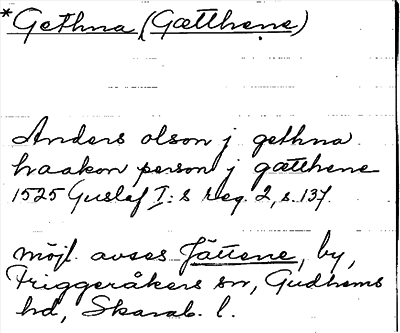 *Gethna (Gætthene)
Anders olson j gethna
haakon person j gætthene
1525 Gustaf I:s reg. 2, s. 137.
möjl. avses Jättene, by,
Friggeråkers sn, Gudhems
hd, Skarab. l.